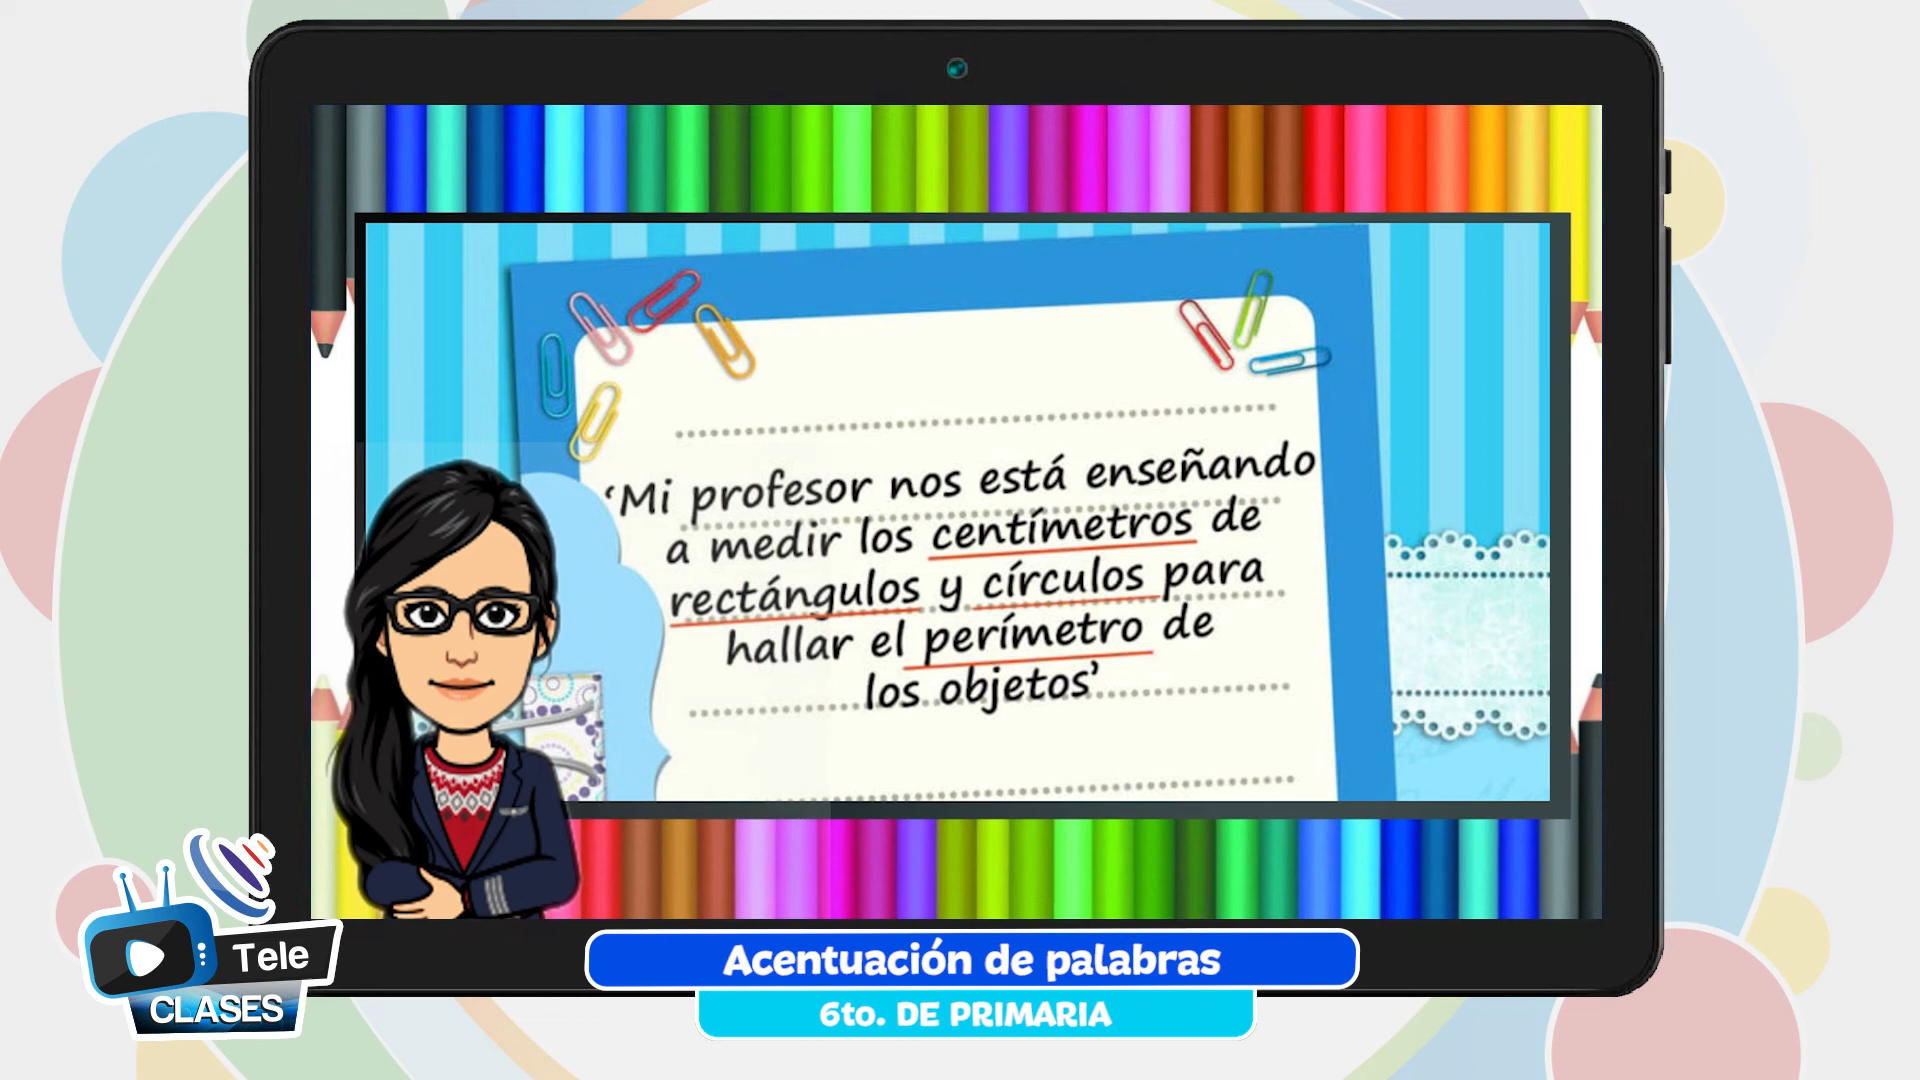 ‘Mi profesor nos está enseñando
a medir los centímetros de
rectángulos y círculos para
hallar el perímetro de
los objetos’
Tele
CLASES
Acentuación de palabras
6to. DE PRIMARIA